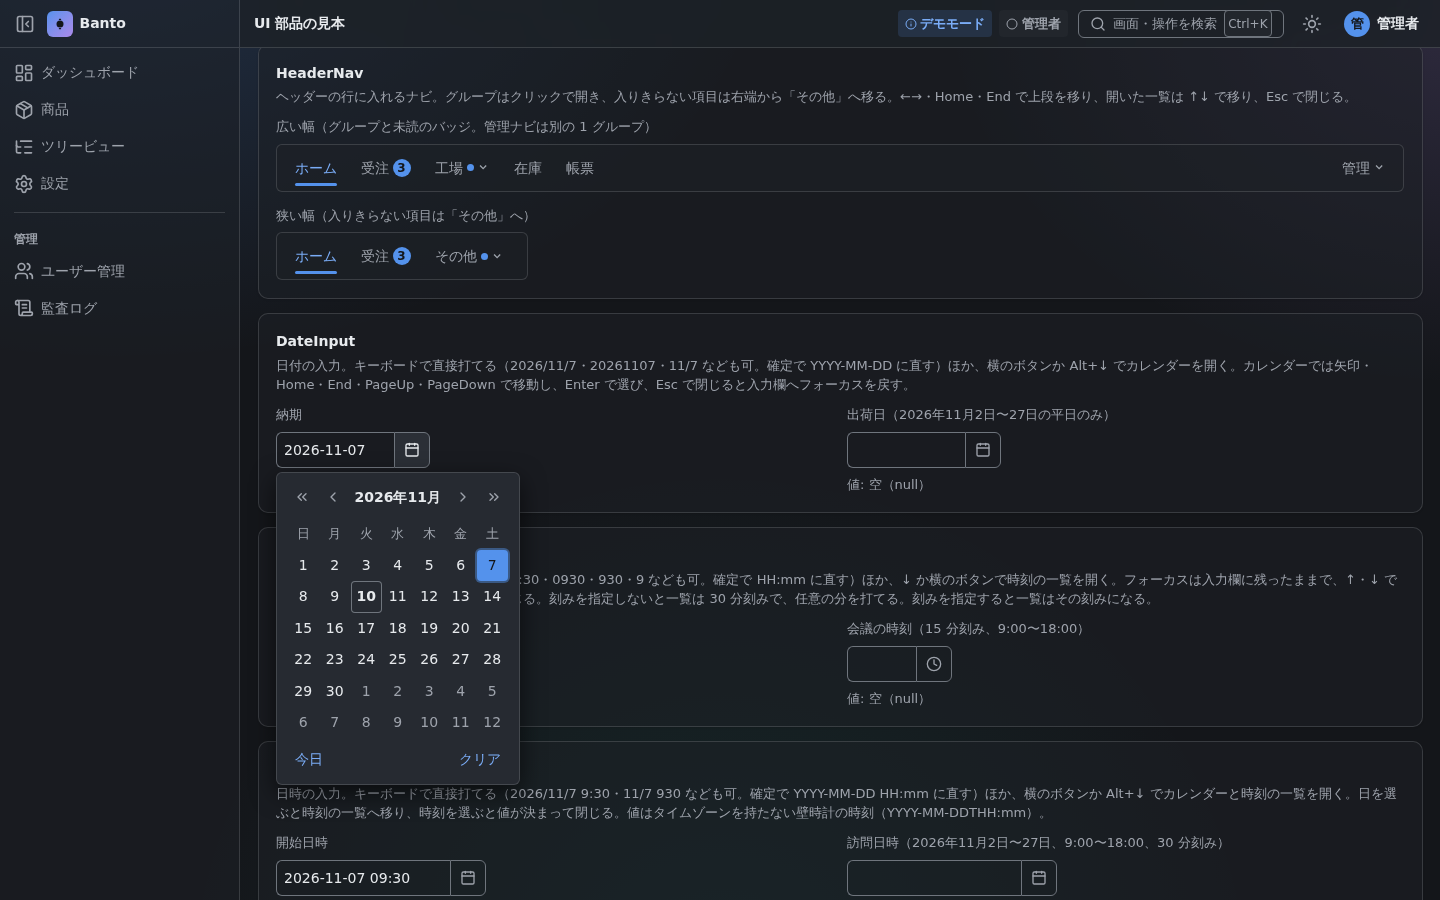 Banto
UI 部品の見本
デモモード
管理者
画面・操作を検索
Ctrl+K
管
管理者
ダッシュボード
商品
ツリービュー
設定
管理
ユーザー管理
監査ログ
HeaderNav
ヘッダーの行に入れるナビ。グループはクリックで開き、入りきらない項目は右端から「その他」へ移る。←→・Home・End で上段を移り、開いた一覧は ↑↓ で移り、Esc で閉じる。
広い幅（グループと未読のバッジ。管理ナビは別の 1 グループ）
ホーム 受注 3 工場 在庫 帳票 管理
狭い幅（入りきらない項目は「その他」へ）
ホーム 受注 3 その他
DateInput
日付の入力。キーボードで直接打てる（2026/11/7・20261107・11/7 なども可。確定で YYYY-MM-DD に直す）ほか、横のボタンか Alt+↓ でカレンダーを開く。カレンダーでは矢印・
Home・End・PageUp・PageDown で移動し、Enter で選び、Esc で閉じると入力欄へフォーカスを戻す。
納期
2026-11-07
出荷日（2026年11月2日〜27日の平日のみ）
値: 空（null）
2026年11月
日 月 火 水 木 金 土
1 2 3 4 5 6 7
8 9 10 11 12 13 14
15 16 17 18 19 20 21
22 23 24 25 26 27 28
29 30 1 2 3 4 5
6 7 8 9 10 11 12
今日 クリア
:30・0930・930・9 なども可。確定で HH:mm に直す）ほか、↓ か横のボタンで時刻の一覧を開く。フォーカスは入力欄に残ったままで、↑・↓ で
る。刻みを指定しないと一覧は 30 分刻みで、任意の分を打てる。刻みを指定すると一覧はその刻みになる。
会議の時刻（15 分刻み、9:00〜18:00）
値: 空（null）
日時の入力。キーボードで直接打てる（2026/11/7 9:30・11/7 930 なども可。確定で YYYY-MM-DD HH:mm に直す）ほか、横のボタンか Alt+↓ でカレンダーと時刻の一覧を開く。日を選
ぶと時刻の一覧へ移り、時刻を選ぶと値が決まって閉じる。値はタイムゾーンを持たない壁時計の時刻（YYYY-MM-DDTHH:mm）。
開始日時
2026-11-07 09:30
訪問日時（2026年11月2日〜27日、9:00〜18:00、30 分刻み）